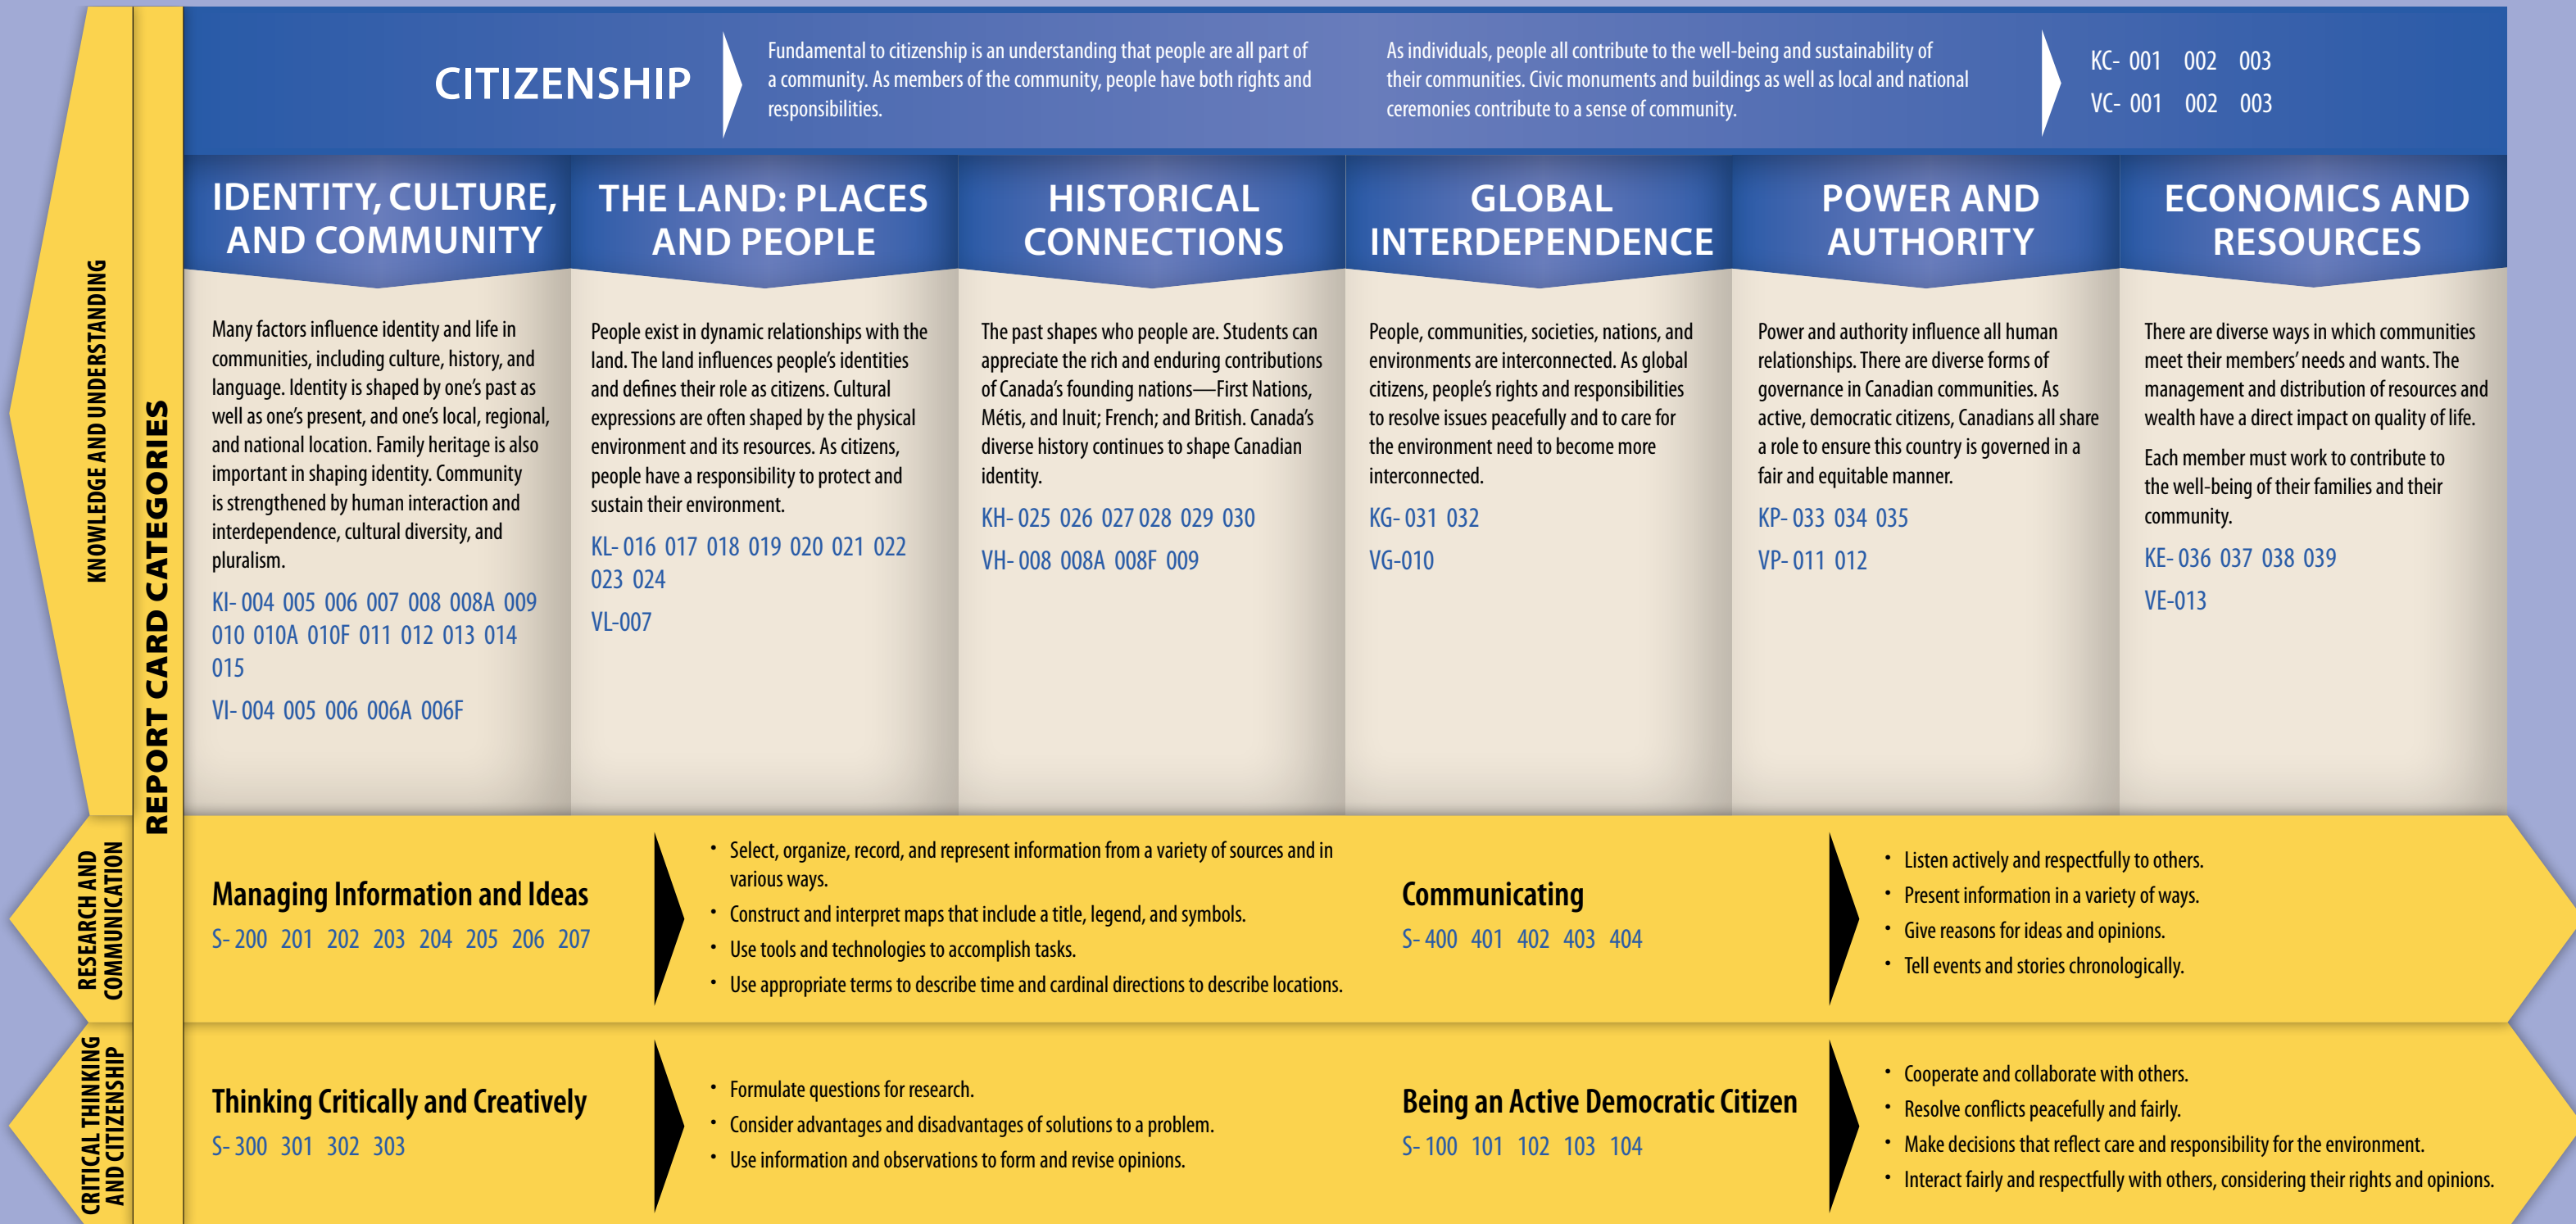 REPORT CARD CATEGORIES
KNOWLEDGE AND UNDERSTANDING
CITIZENSHIP
Fundamental to citizenship is an understanding that people are all part of
a community. As members of the community, people have both rights and
responsibilities.
As individuals, people all contribute to the well-being and sustainability of
their communities. Civic monuments and buildings as well as local and national
ceremonies contribute to a sense of community.
KC- 001 002 003
VC- 001 002 003
IDENTITY, CULTURE,
AND COMMUNITY
Many factors influence identity and life in
communities, including culture, history, and
language. Identity is shaped by one’s past as
well as one’s present, and one’s local, regional,
and national location. Family heritage is also
important in shaping identity. Community
is strengthened by human interaction and
interdependence, cultural diversity, and
pluralism.
KI- 004 005 006 007 008 008A 009
010 010A 010F 011 012 013 014
015
VI- 004 005 006 006A 006F
THE LAND: PLACES
AND PEOPLE
People exist in dynamic relationships with the
land. The land influences people’s identities
and defines their role as citizens. Cultural
expressions are often shaped by the physical
environment and its resources. As citizens,
people have a responsibility to protect and
sustain their environment.
KL- 016 017 018 019 020 021 022
023 024
VL-007
HISTORICAL
CONNECTIONS
The past shapes who people are. Students can
appreciate the rich and enduring contributions
of Canada’s founding nations—First Nations,
Métis, and Inuit; French; and British. Canada’s
diverse history continues to shape Canadian
identity.
KH- 025 026 027 028 029 030
VH- 008 008A 008F 009
GLOBAL
INTERDEPENDENCE
People, communities, societies, nations, and
environments are interconnected. As global
citizens, people’s rights and responsibilities
to resolve issues peacefully and to care for
the environment need to become more
interconnected.
KG- 031 032
VG-010
POWER AND
AUTHORITY
Power and authority influence all human
relationships. There are diverse forms of
governance in Canadian communities. As
active, democratic citizens, Canadians all share
a role to ensure this country is governed in a
fair and equitable manner.
KP- 033 034 035
VP- 011 012
ECONOMICS AND
RESOURCES
There are diverse ways in which communities
meet their members’ needs and wants. The
management and distribution of resources and
wealth have a direct impact on quality of life.
Each member must work to contribute to
the well-being of their families and their
community.
KE- 036 037 038 039
VE-013
RESEARCH AND
COMMUNICATION
Managing Information and Ideas
S- 200 201 202 203 204 205 206 207
• Select, organize, record, and represent information from a variety of sources and in
various ways.
• Construct and interpret maps that include a title, legend, and symbols.
• Use tools and technologies to accomplish tasks.
• Use appropriate terms to describe time and cardinal directions to describe locations.
Communicating
S- 400 401 402 403 404
• Listen actively and respectfully to others.
• Present information in a variety of ways.
• Give reasons for ideas and opinions.
• Tell events and stories chronologically.
CRITICAL THINKING
AND CITIZENSHIP
Thinking Critically and Creatively
S- 300 301 302 303
• Formulate questions for research.
• Consider advantages and disadvantages of solutions to a problem.
• Use information and observations to form and revise opinions.
Being an Active Democratic Citizen
S- 100 101 102 103 104
• Cooperate and collaborate with others.
• Resolve conflicts peacefully and fairly.
• Make decisions that reflect care and responsibility for the environment.
• Interact fairly and respectfully with others, considering their rights and opinions.